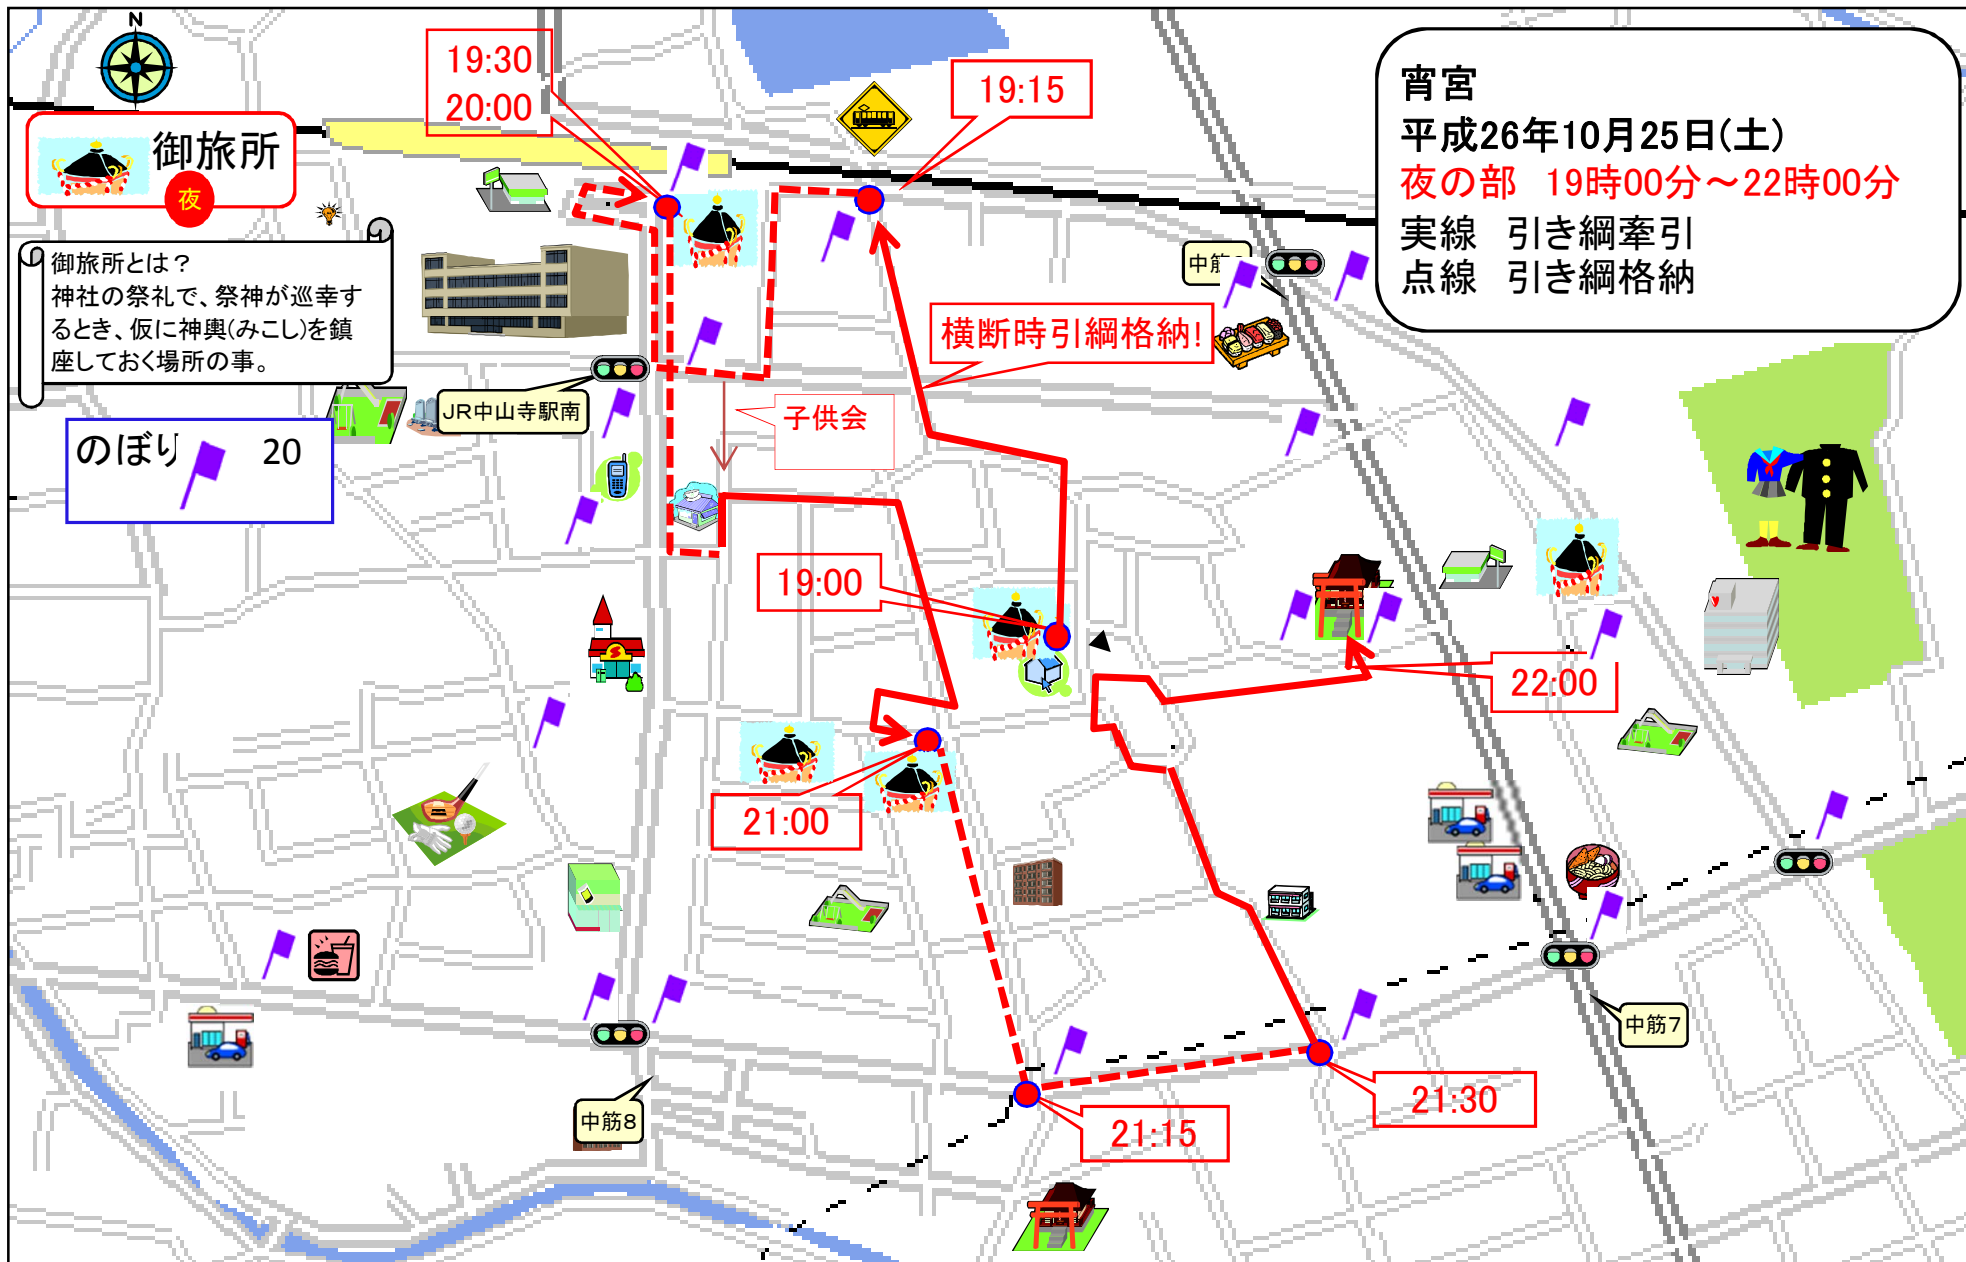 N
19:30
20:00
19:15
宵宮
平成26年10月25日(土)
夜の部 19時00分～22時00分
実線 引き綱牽引
点線 引き綱格納
御旅所
夜
御旅所とは？
神社の祭礼で、祭神が巡幸す
るとき、仮に神輿(みこし)を鎮
座しておく場所の事。
中筋
横断時引綱格納!
JR中山寺駅南
子供会
のぼり 20
19:00
22:00
21:00
中筋7
21:30
中筋8
21:15